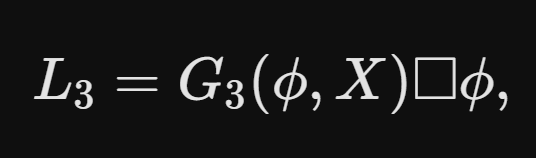 L₃ = G₃(ϕ, X)□ϕ,